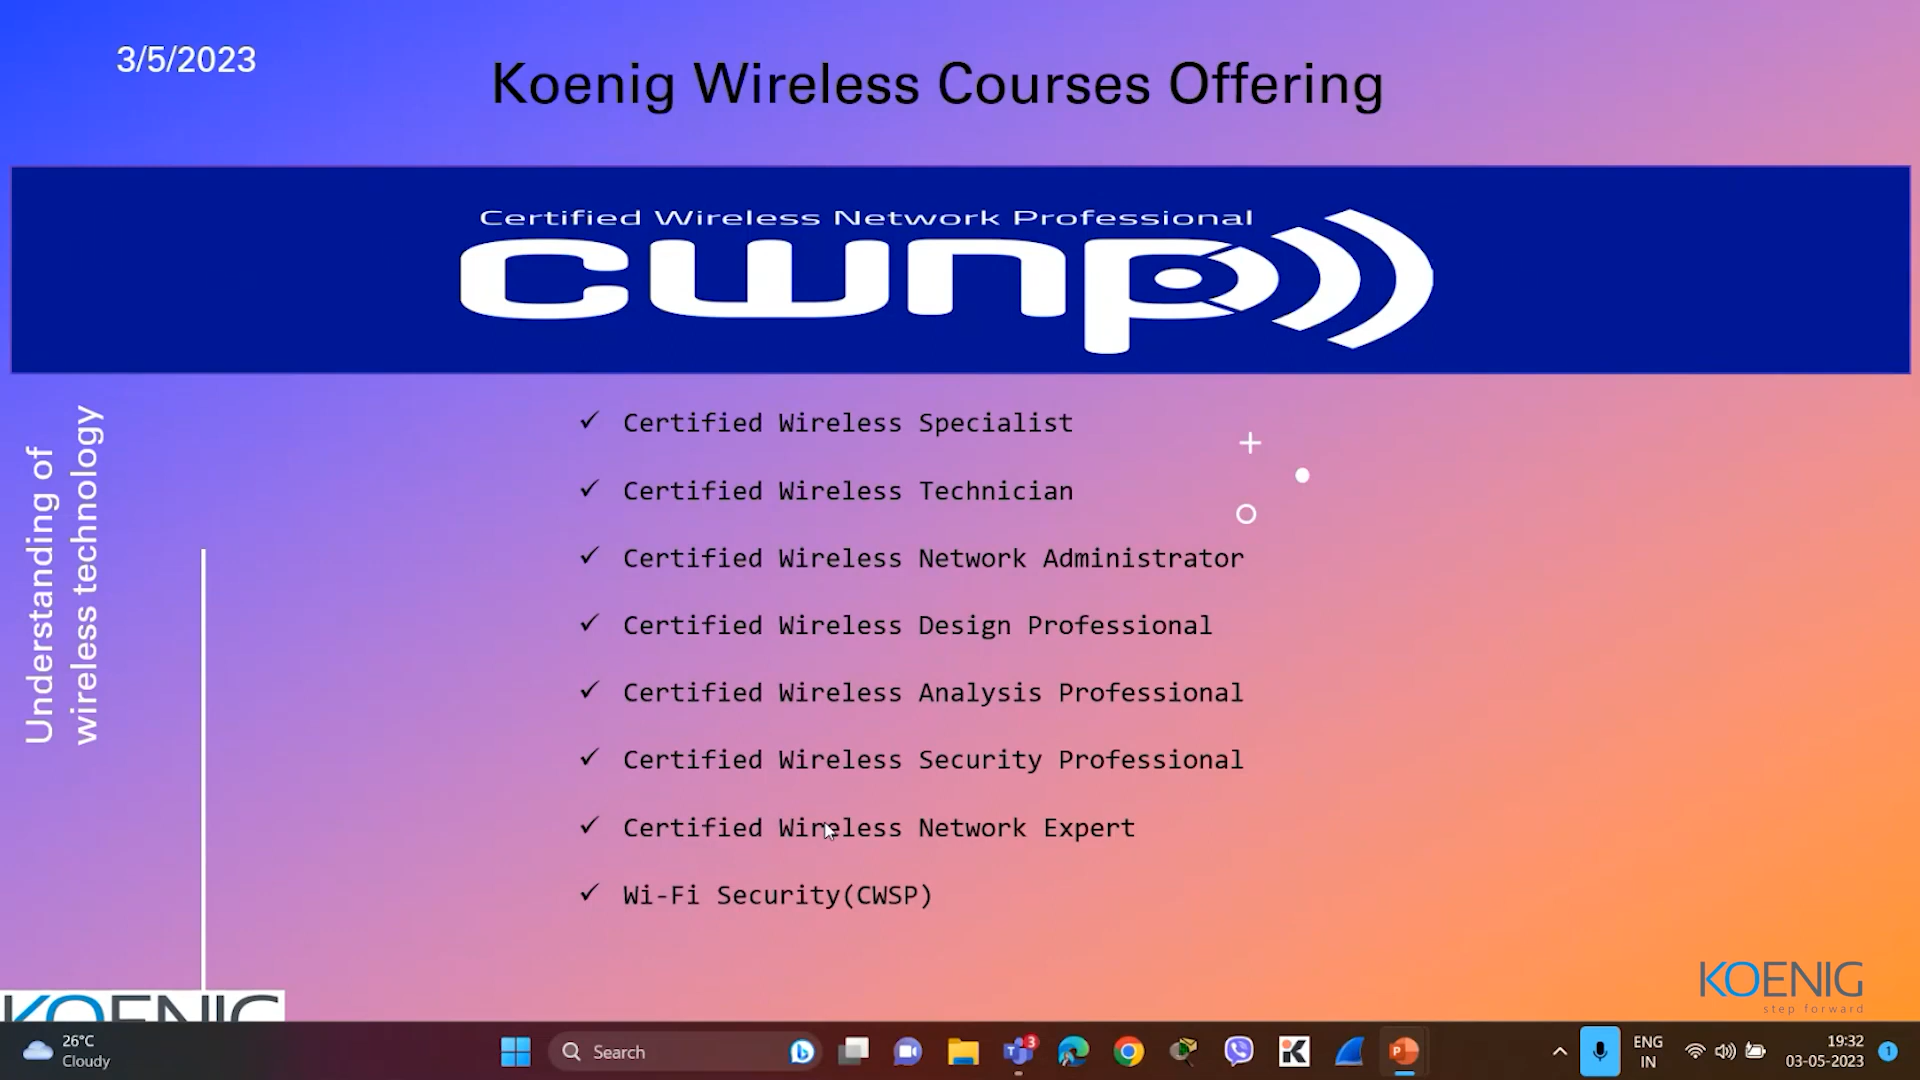 3/5/2023
Koenig Wireless Courses Offering
Certified Wireless Network Professional
cwnp
Understanding of
wireless technology
✓ Certified Wireless Specialist
✓ Certified Wireless Technician
✓ Certified Wireless Network Administrator
✓ Certified Wireless Design Professional
✓ Certified Wireless Analysis Professional
✓ Certified Wireless Security Professional
✓ Certified Wireless Network Expert
✓ Wi-Fi Security(CWSP)
KOENIG
step forward
KOENIG
26°C
Cloudy
Search
3
ENG
IN
19:32
03-05-2023
1